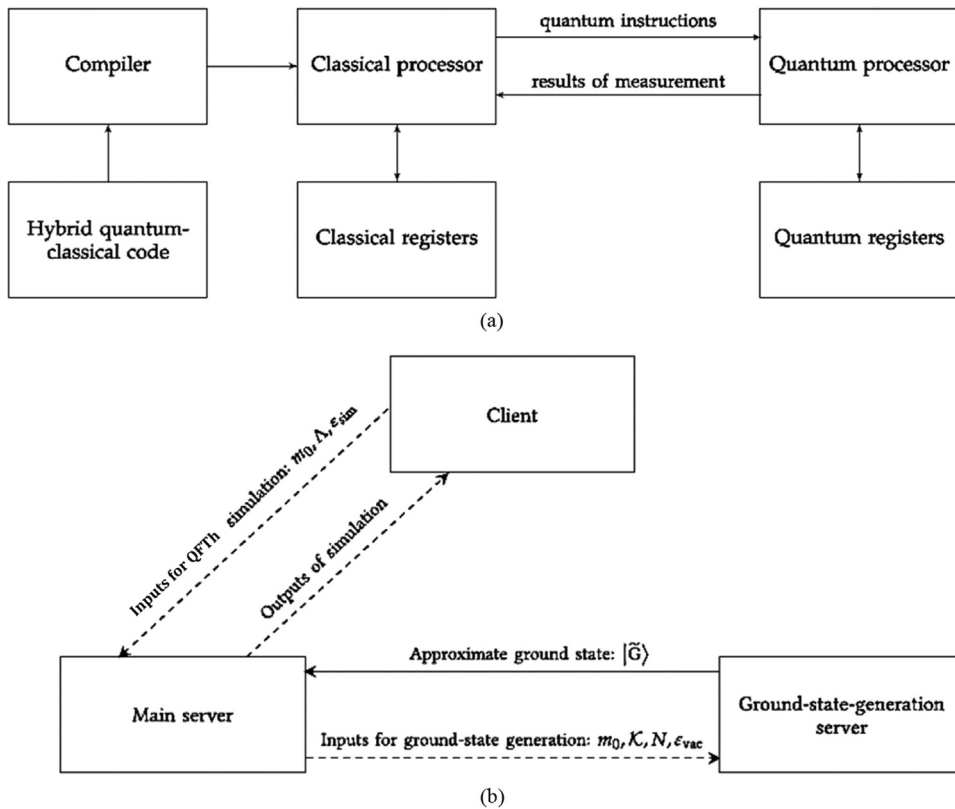 quantum instructions
Compiler
Classical processor
Quantum processor
results of measurement
Hybrid quantum-
classical code
Classical registers
Quantum registers
(a)
Client
Inputs for QFTh simulation: m₀, Λ, ε_sim
Outputs of simulation
Approximate ground state: |G̃⟩
Main server
Ground-state-generation
server
Inputs for ground-state generation: m₀, 𝒦, N, ε_vac
(b)